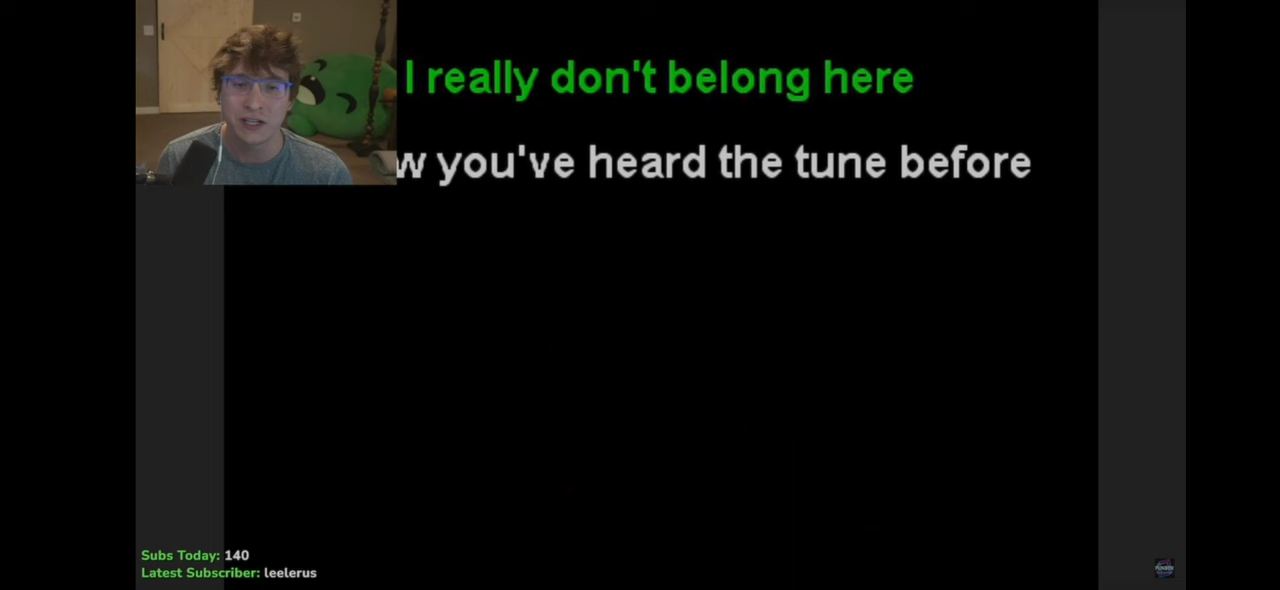 I really don't belong here
w you've heard the tune before
Subs Today: 140
Latest Subscriber: leelerus